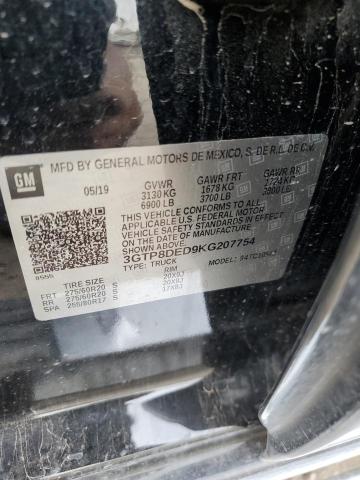 MFD BY GENERAL MOTORS DE MEXICO, S. DE R.L. DE C.V.
GM
05/19
GVWR GAWR FRT GAWR RR
3130 KG 1678 KG 1724 KG
6900 LB 3700 LB 3800 LB
THIS VEHICLE CONFORMS TO ALL APPLICABLE
U.S. FEDERAL MOTOR VEHICLE SAFETY
STANDARDS IN EFFECT ON THE DATE OF
MANUFACTURE
SHOWN ABOVE.
3GTP8DED9KG207754
TYPE: TRUCK
RIM
FRT 275/60R20 S 20X9J
RR 275/60R20 S 20X9J
SPA 255/80R17 S 17X8J